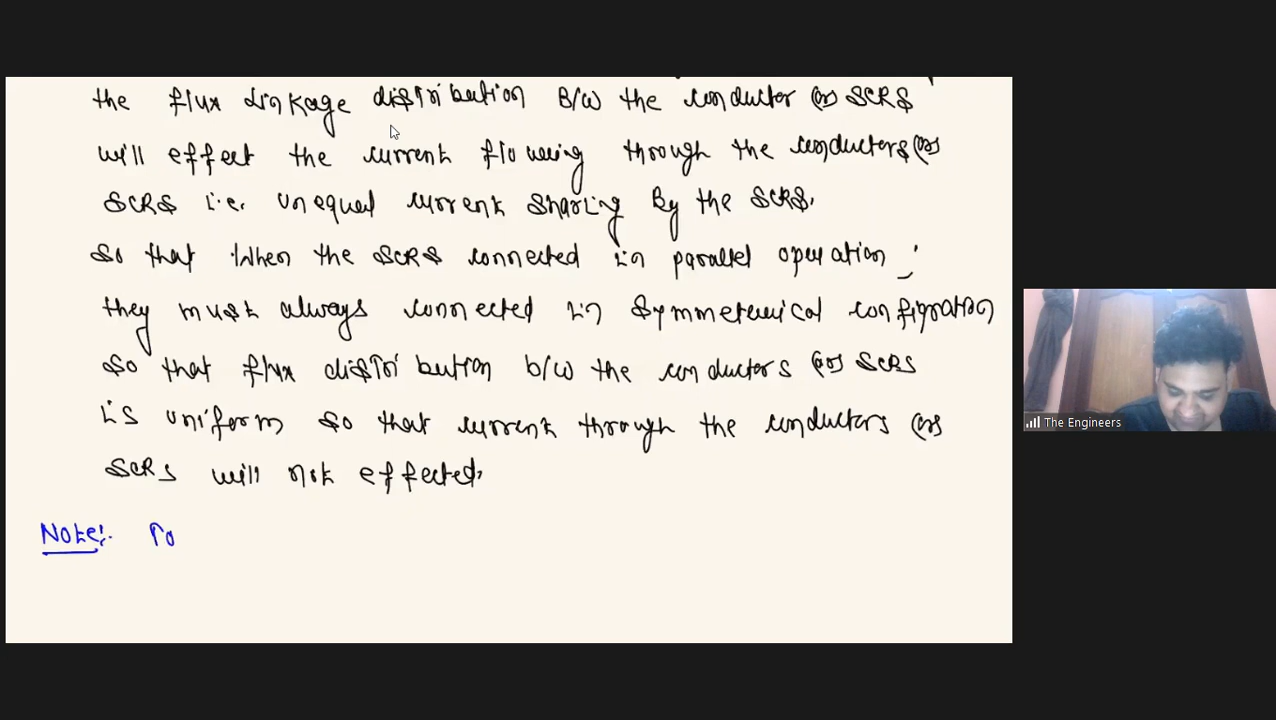 the flux linkage distribution B/W the conductor (or) SCRS
will effect the current flowing through the conductors (or)
SCRS i.e. unequal current sharing By the SCRS.
So that When the SCRS connected in parallel operation,
they must always connected in symmeterical configration
So that flux distribution b/w the conductors (or) SCRS
is uniform so that current through the conductors (or)
SCRS will not effected.
Note:. To
The Engineers